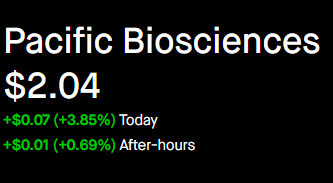 Pacific Biosciences
$2.04
+$0.07 (+3.85%) Today
+$0.01 (+0.69%) After-hours